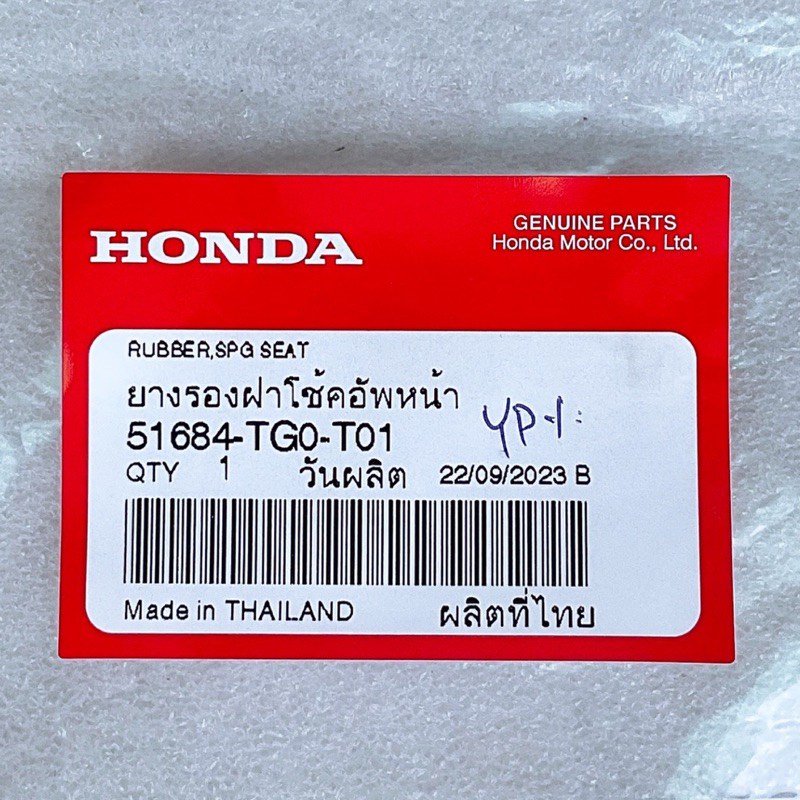 HONDA
GENUINE PARTS
Honda Motor Co., Ltd.
RUBBER,SPG SEAT
ยางรองฝาโช้คอัพหน้า
51684-TG0-T01
YP-1
QTY 1 วันผลิต 22/09/2023 B
Made in THAILAND ผลิตที่ไทย